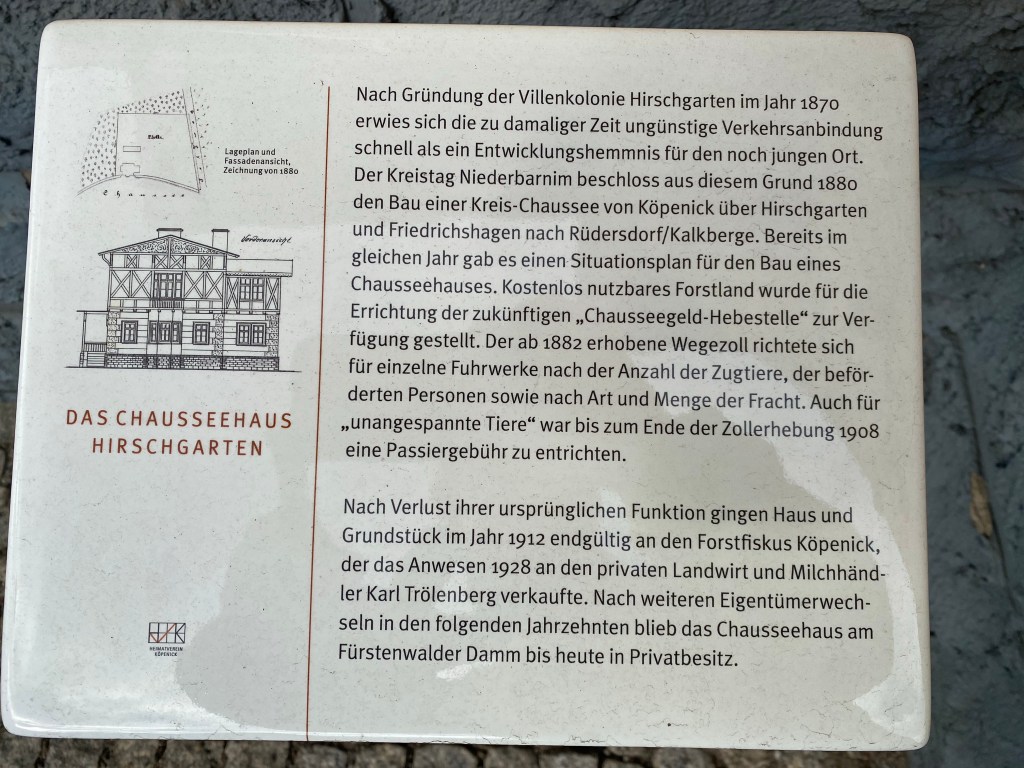 Lageplan und
Fassadenansicht,
Zeichnung von 1880
Chaussee
Vorderansicht.
DAS CHAUSSEEHAUS
HIRSCHGARTEN
HEIMATVEREIN
KÖPENICK
Nach Gründung der Villenkolonie Hirschgarten im Jahr 1870
erwies sich die zu damaliger Zeit ungünstige Verkehrsanbindung
schnell als ein Entwicklungshemmnis für den noch jungen Ort.
Der Kreistag Niederbarnim beschloss aus diesem Grund 1880
den Bau einer Kreis-Chaussee von Köpenick über Hirschgarten
und Friedrichshagen nach Rüdersdorf/Kalkberge. Bereits im
gleichen Jahr gab es einen Situationsplan für den Bau eines
Chausseehauses. Kostenlos nutzbares Forstland wurde für die
Errichtung der zukünftigen „Chausseegeld-Hebestelle“ zur Ver-
fügung gestellt. Der ab 1882 erhobene Wegezoll richtete sich
für einzelne Fuhrwerke nach der Anzahl der Zugtiere, der beför-
derten Personen sowie nach Art und Menge der Fracht. Auch für
„unangespannte Tiere“ war bis zum Ende der Zollerhebung 1908
eine Passiergebühr zu entrichten.
Nach Verlust ihrer ursprünglichen Funktion gingen Haus und
Grundstück im Jahr 1912 endgültig an den Forstfiskus Köpenick,
der das Anwesen 1928 an den privaten Landwirt und Milchhänd-
ler Karl Trölenberg verkaufte. Nach weiteren Eigentümerwech-
seln in den folgenden Jahrzehnten blieb das Chausseehaus am
Fürstenwalder Damm bis heute in Privatbesitz.